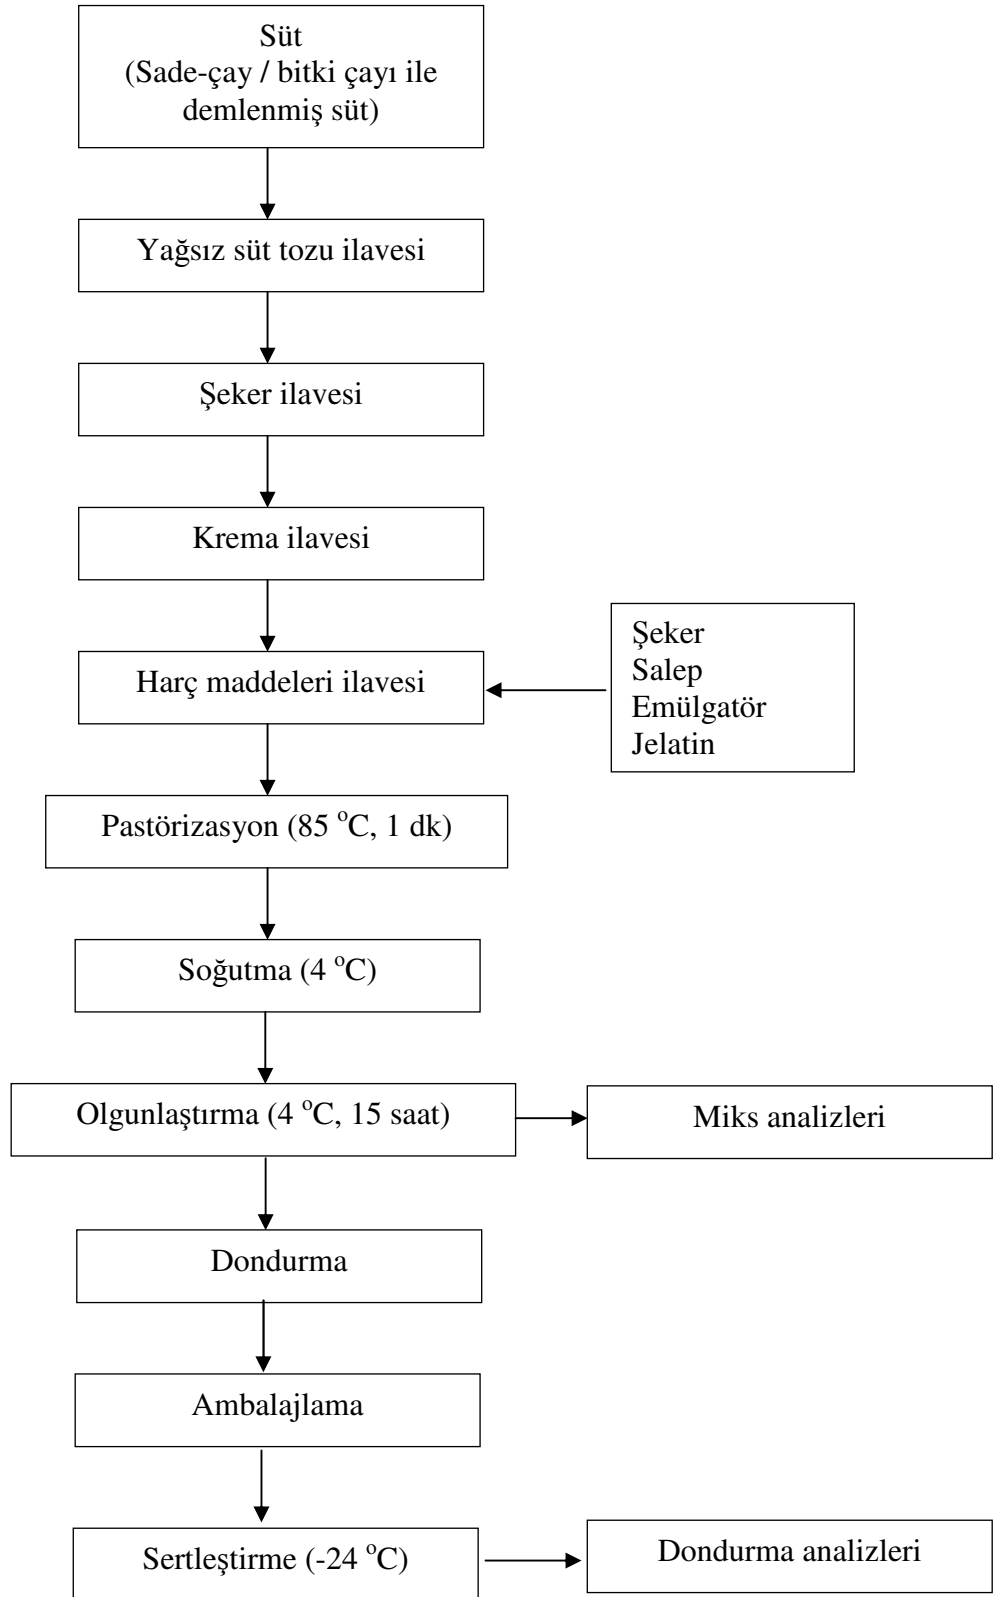 Süt
(Sade-çay / bitki çayı ile
demlenmiş süt)
Yağsız süt tozu ilavesi
Şeker ilavesi
Krema ilavesi
Harç maddeleri ilavesi
Şeker
Salep
Emülgatör
Jelatin
Pastörizasyon (85 °C, 1 dk)
Soğutma (4 °C)
Olgunlaştırma (4 °C, 15 saat)
Miks analizleri
Dondurma
Ambalajlama
Sertleştirme (-24 °C)
Dondurma analizleri